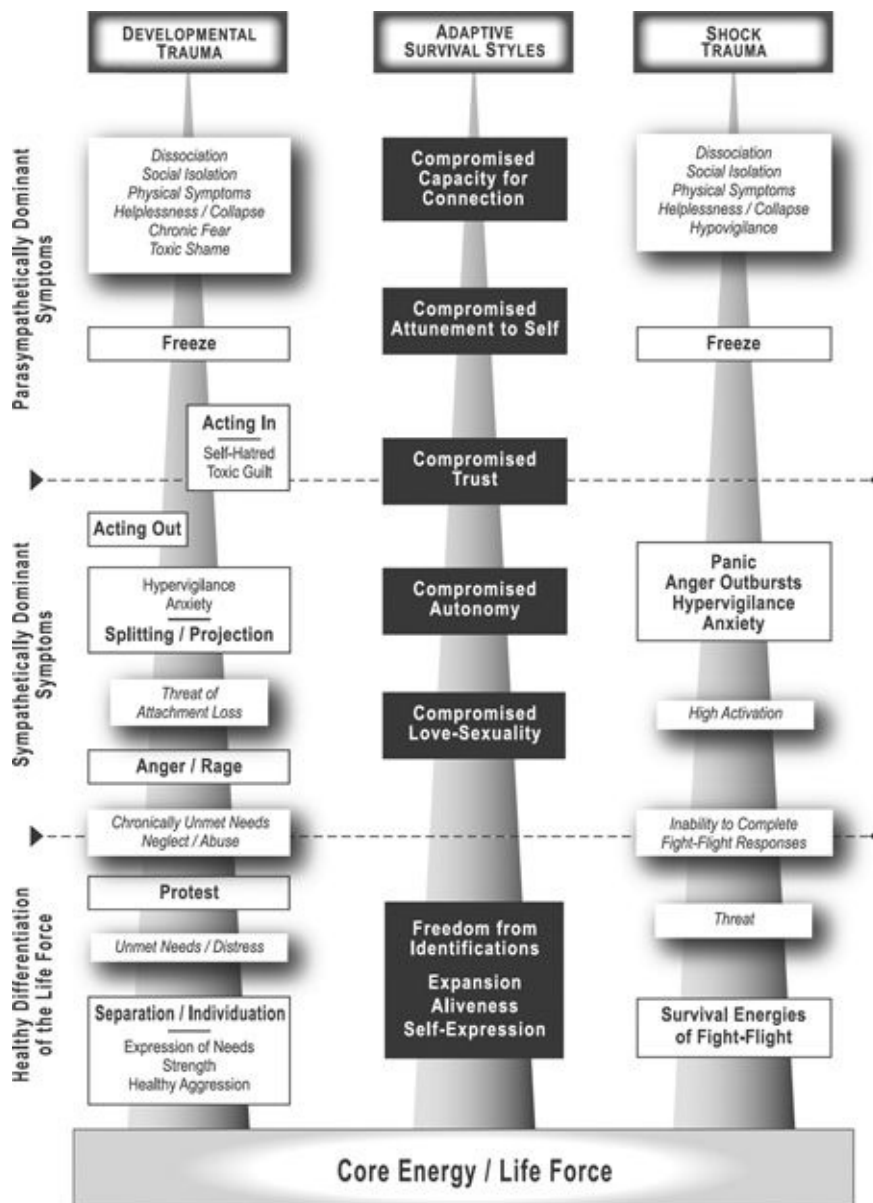 DEVELOPMENTAL
TRAUMA
ADAPTIVE
SURVIVAL STYLES
SHOCK
TRAUMA
Parasympathetically Dominant
Symptoms
Dissociation
Social Isolation
Physical Symptoms
Helplessness / Collapse
Chronic Fear
Toxic Shame
Freeze
Acting In
Self-Hatred
Toxic Guilt
Compromised
Capacity for
Connection
Compromised
Attunement to Self
Compromised
Trust
Dissociation
Social Isolation
Physical Symptoms
Helplessness / Collapse
Hypovigilance
Freeze
Sympathetically Dominant
Symptoms
Acting Out
Hypervigilance
Anxiety
Splitting / Projection
Threat of
Attachment Loss
Anger / Rage
Chronically Unmet Needs
Neglect / Abuse
Compromised
Autonomy
Compromised
Love-Sexuality
Panic
Anger Outbursts
Hypervigilance
Anxiety
High Activation
Inability to Complete
Fight-Flight Responses
Healthy Differentiation
of the Life Force
Protest
Unmet Needs / Distress
Separation / Individuation
Expression of Needs
Strength
Healthy Aggression
Freedom from
Identifications
Expansion
Aliveness
Self-Expression
Threat
Survival Energies
of Fight-Flight
Core Energy / Life Force